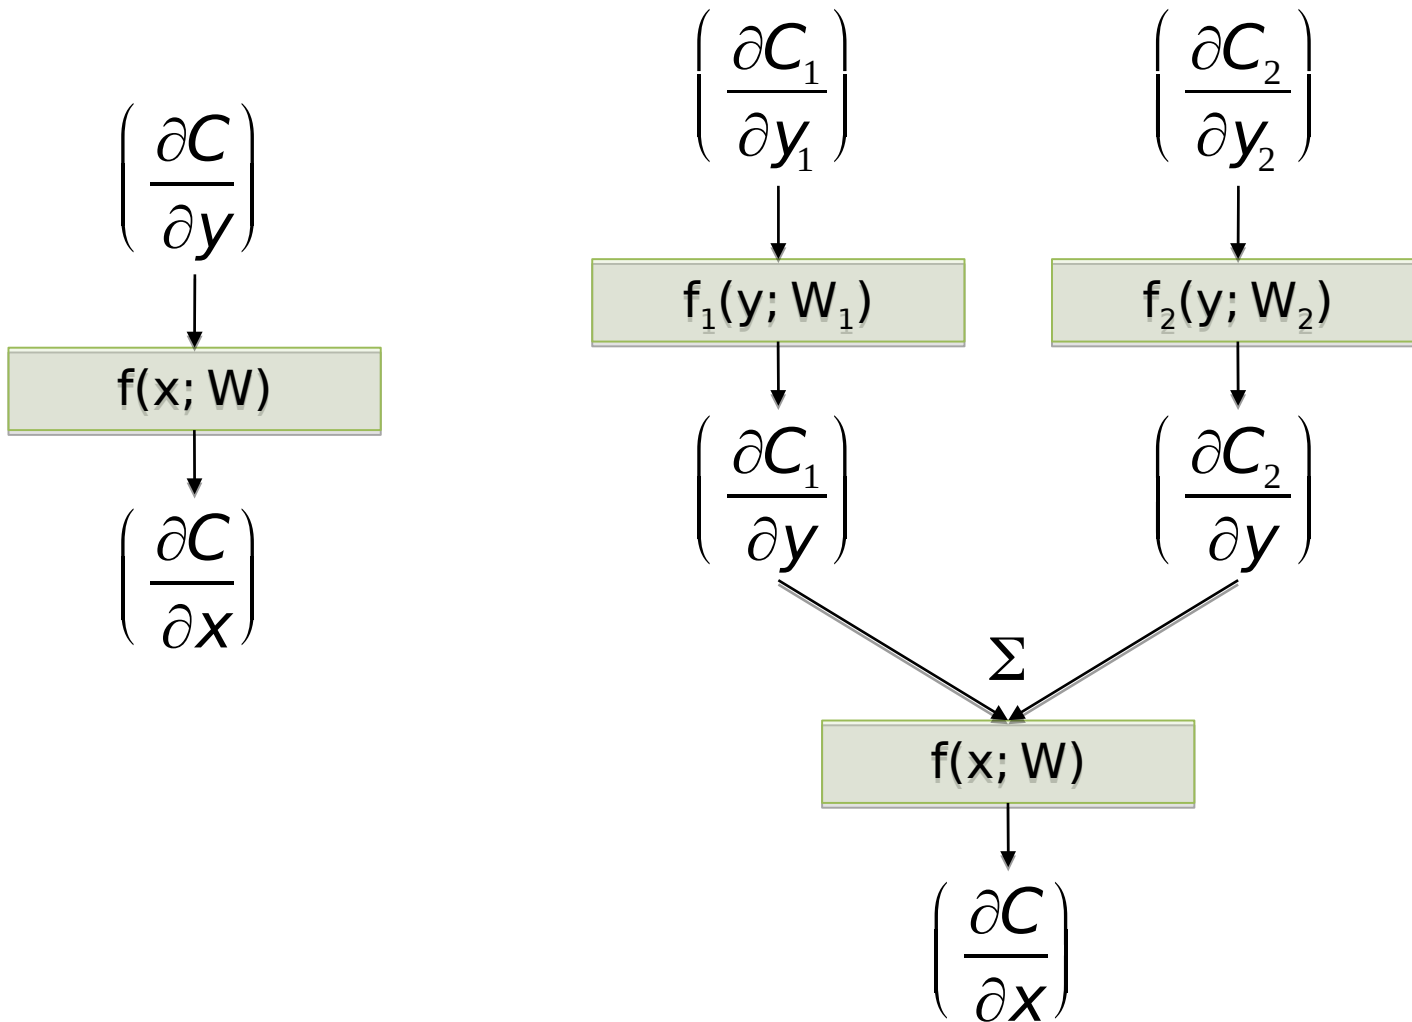 (∂C/∂y)
f(x; W)
(∂C/∂x)
(∂C₁/∂y₁) (∂C₂/∂y₂)
f₁(y; W₁) f₂(y; W₂)
(∂C₁/∂y) (∂C₂/∂y)
Σ
f(x; W)
(∂C/∂x)